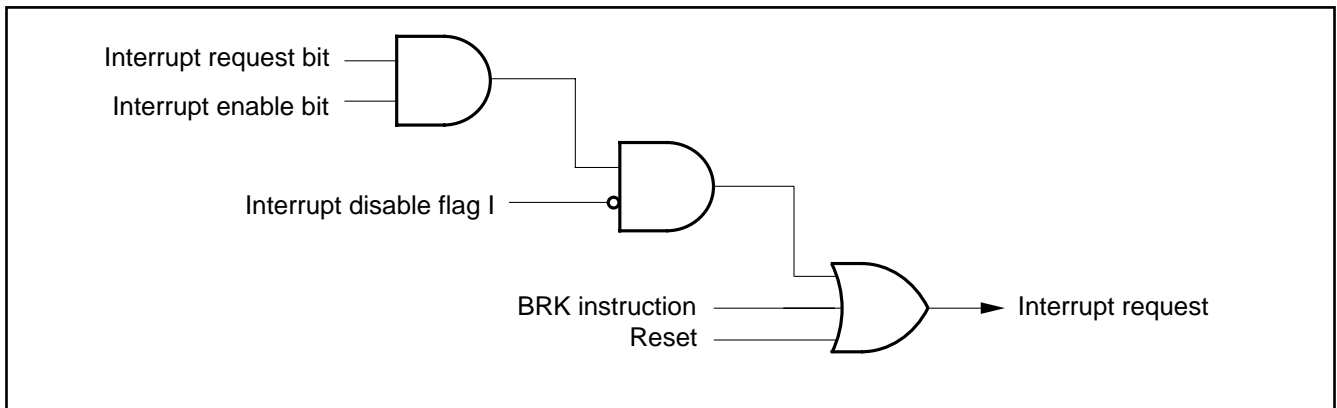 Interrupt request bit
Interrupt enable bit
Interrupt disable flag I
BRK instruction
Reset
Interrupt request